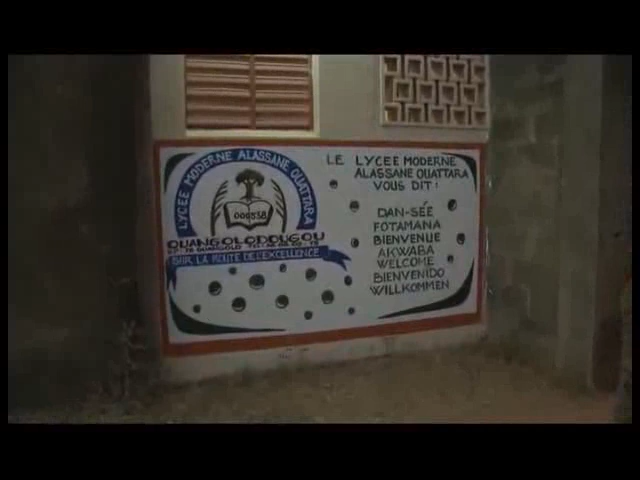 LYCEE MODERNE ALASSANE OUATTARA
000558
OUANGOLODOUGOU
SUR LA ROUTE DE L'EXCELLENCE
LE LYCEE MODERNE
ALASSANE OUATTARA
VOUS DIT :
DAN-SÉE
FOTAMANA
BIENVENUE
AKWABA
WELCOME
BIENVENIDO
WILLKOMMEN